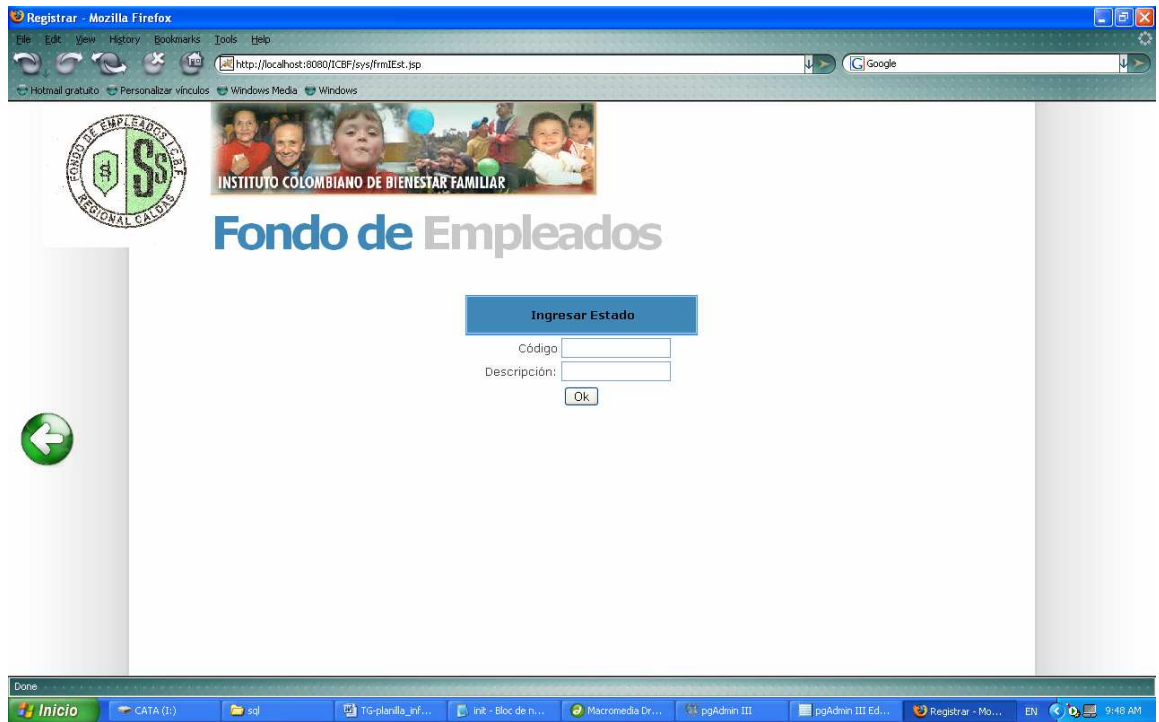 Registrar - Mozilla Firefox
File Edit View History Bookmarks Tools Help
http://localhost:8080/ICBF/sys/frmIEst.jsp
Google
Hotmail gratuito Personalizar vínculos Windows Media Windows
FONDO DE EMPLEADOS I.C.B.F.
SS
REGIONAL CALDAS
INSTITUTO COLOMBIANO DE BIENESTAR FAMILIAR
Fondo de Empleados
Ingresar Estado
Código
Descripción:
Ok
Done
Inicio CATA (I:) sql TG-planilla_inf... init - Bloc de n... Macromedia Dr... pgAdmin III pgAdmin III Ed... Registrar - Mo... EN 9:48 AM